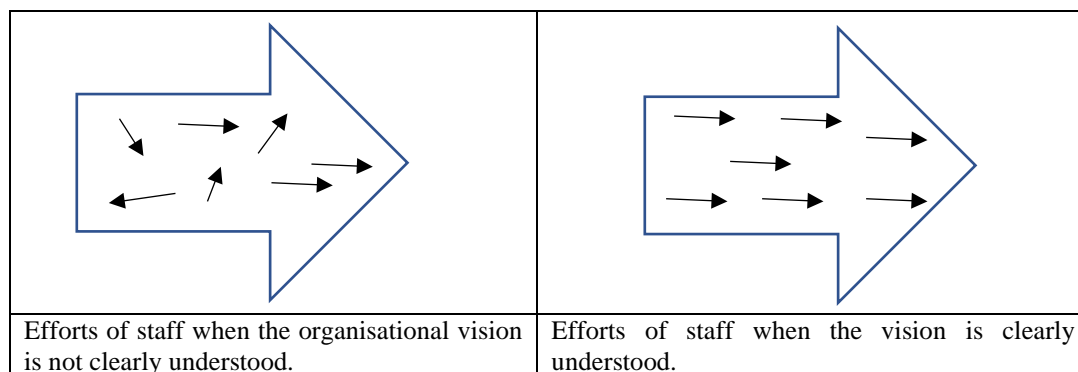 Efforts of staff when the organisational vision
is not clearly understood.
Efforts of staff when the vision is clearly
understood.